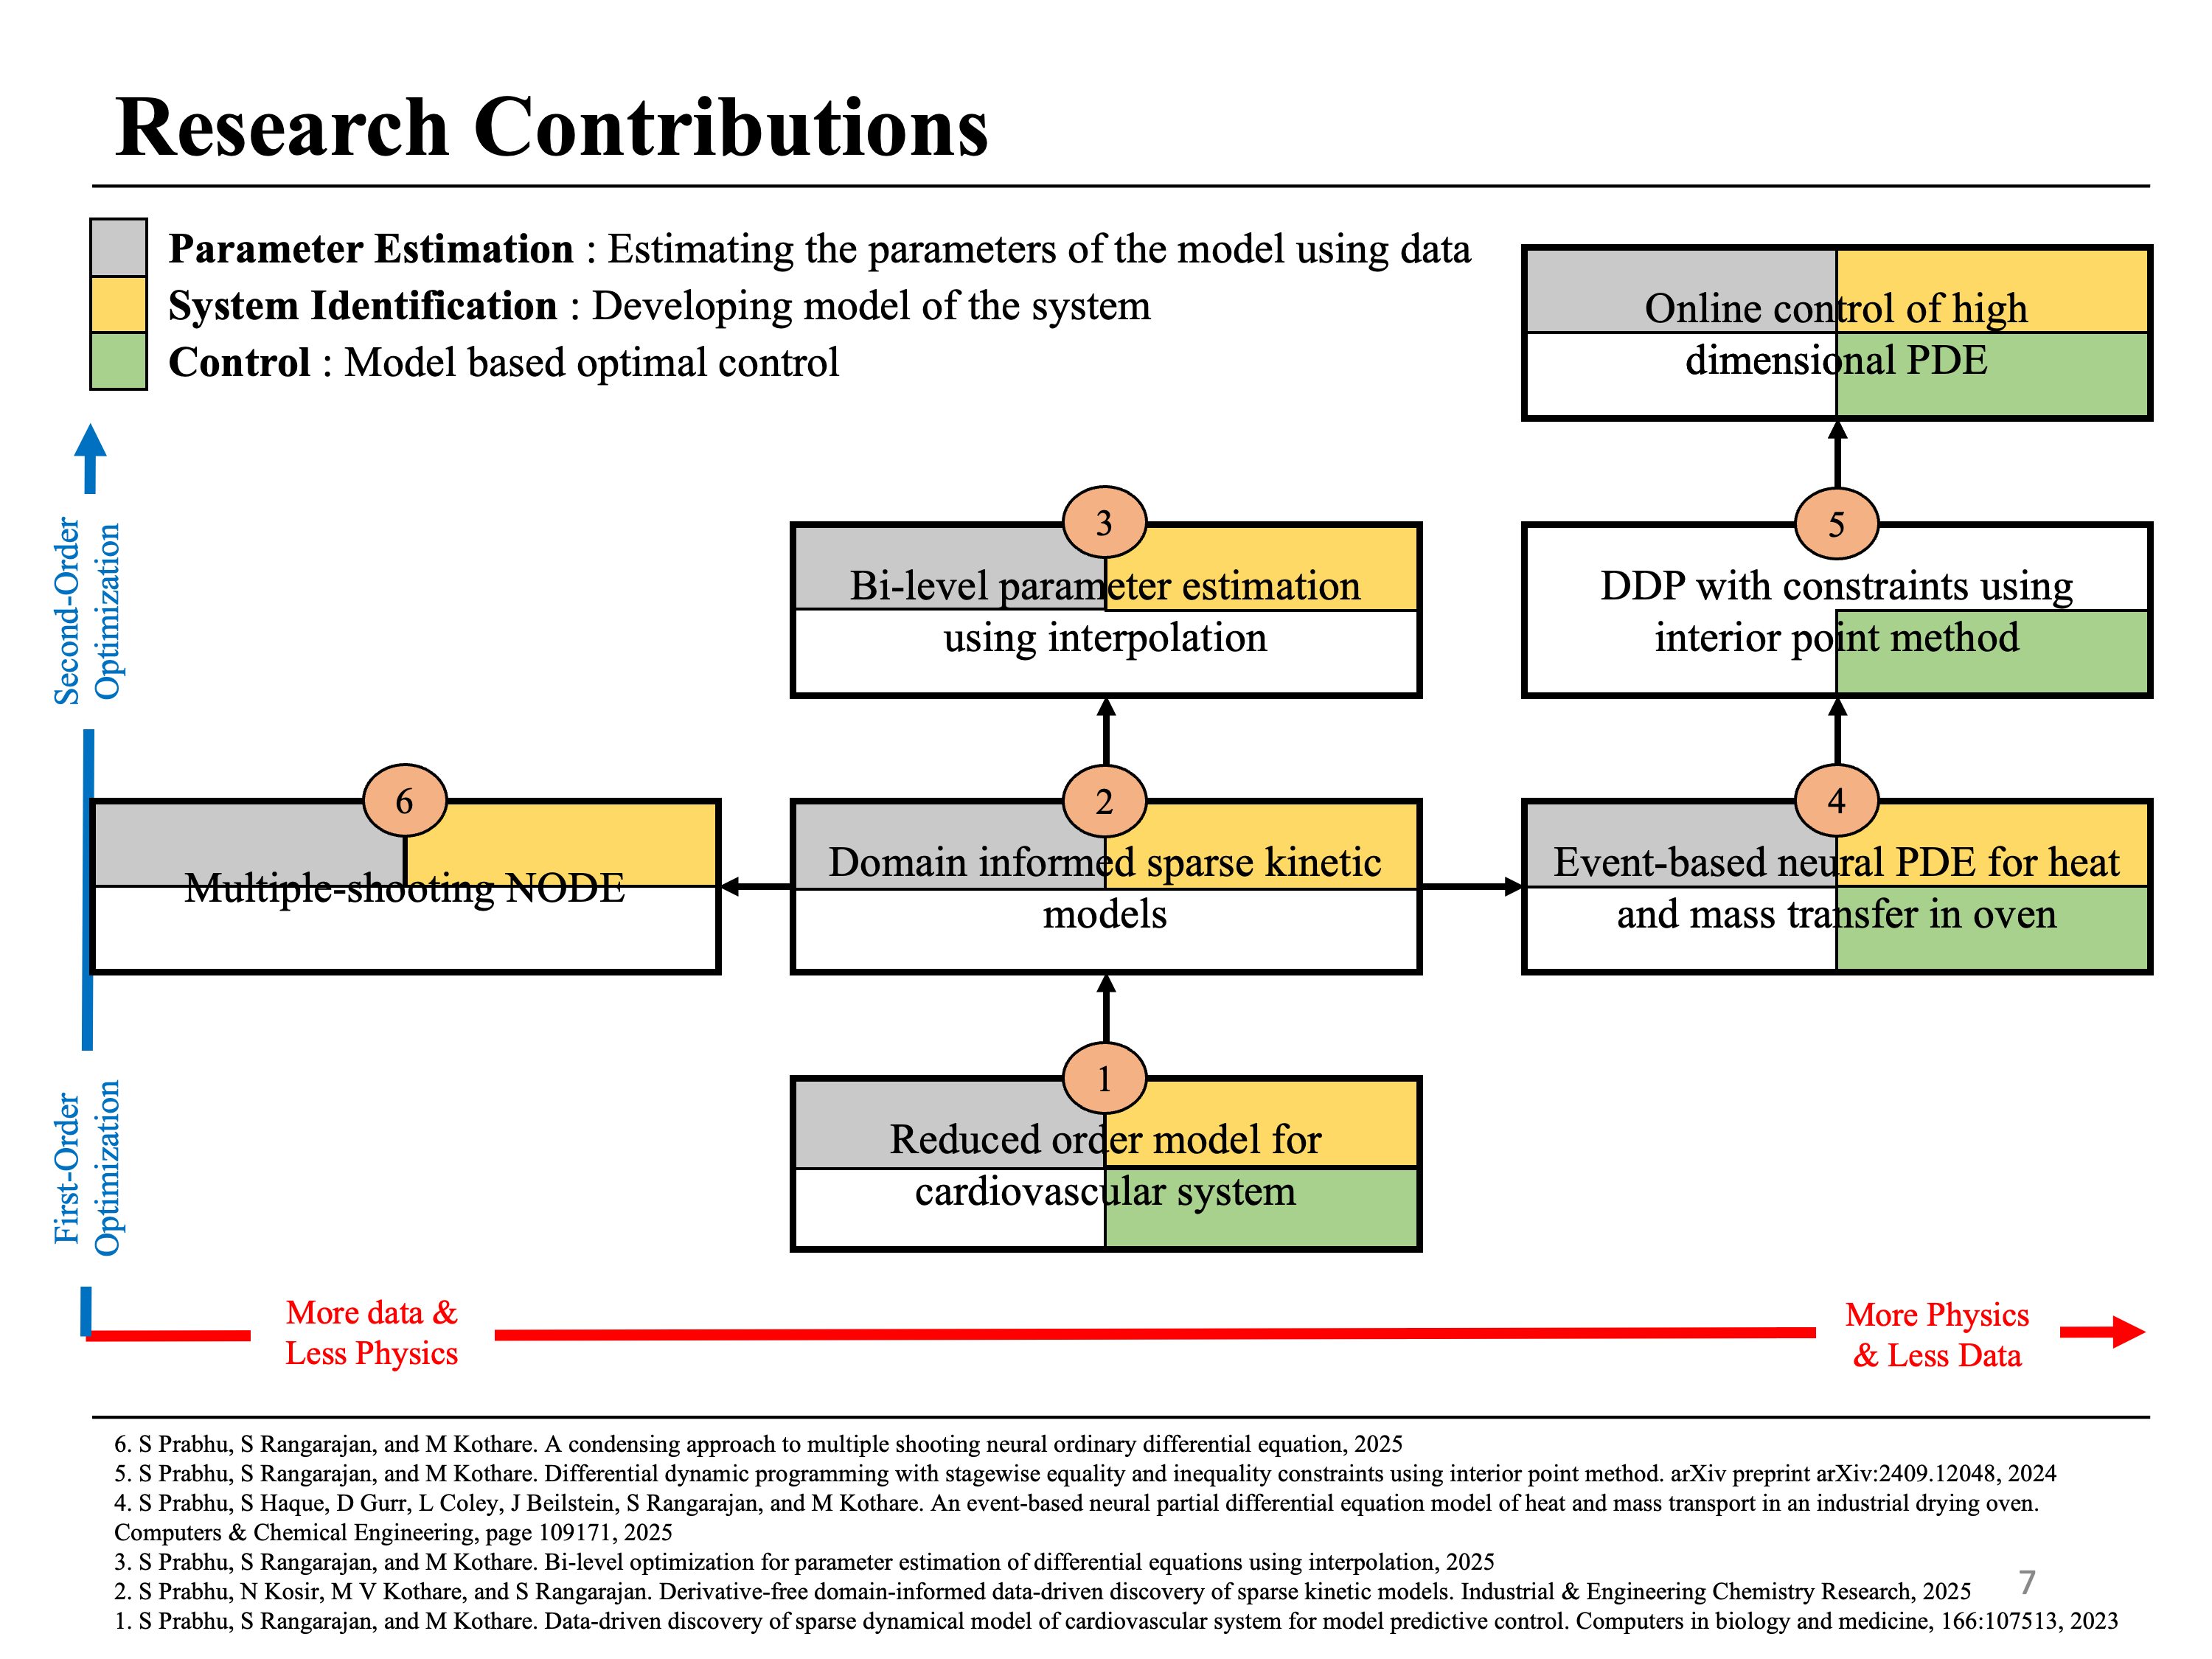 Research Contributions
Parameter Estimation : Estimating the parameters of the model using data
System Identification : Developing model of the system
Control : Model based optimal control
Online control of high
dimensional PDE
Second-Order
Optimization
3
Bi-level parameter estimation
using interpolation
5
DDP with constraints using
interior point method
6
Multiple-shooting NODE
2
Domain informed sparse kinetic
models
4
Event-based neural PDE for heat
and mass transfer in oven
First-Order
Optimization
1
Reduced order model for
cardiovascular system
More data &
Less Physics
More Physics
& Less Data
6. S Prabhu, S Rangarajan, and M Kothare. A condensing approach to multiple shooting neural ordinary differential equation, 2025
5. S Prabhu, S Rangarajan, and M Kothare. Differential dynamic programming with stagewise equality and inequality constraints using interior point method. arXiv preprint arXiv:2409.12048, 2024
4. S Prabhu, S Haque, D Gurr, L Coley, J Beilstein, S Rangarajan, and M Kothare. An event-based neural partial differential equation model of heat and mass transport in an industrial drying oven.
Computers & Chemical Engineering, page 109171, 2025
3. S Prabhu, S Rangarajan, and M Kothare. Bi-level optimization for parameter estimation of differential equations using interpolation, 2025
2. S Prabhu, N Kosir, M V Kothare, and S Rangarajan. Derivative-free domain-informed data-driven discovery of sparse kinetic models. Industrial & Engineering Chemistry Research, 2025
1. S Prabhu, S Rangarajan, and M Kothare. Data-driven discovery of sparse dynamical model of cardiovascular system for model predictive control. Computers in biology and medicine, 166:107513, 2023
7